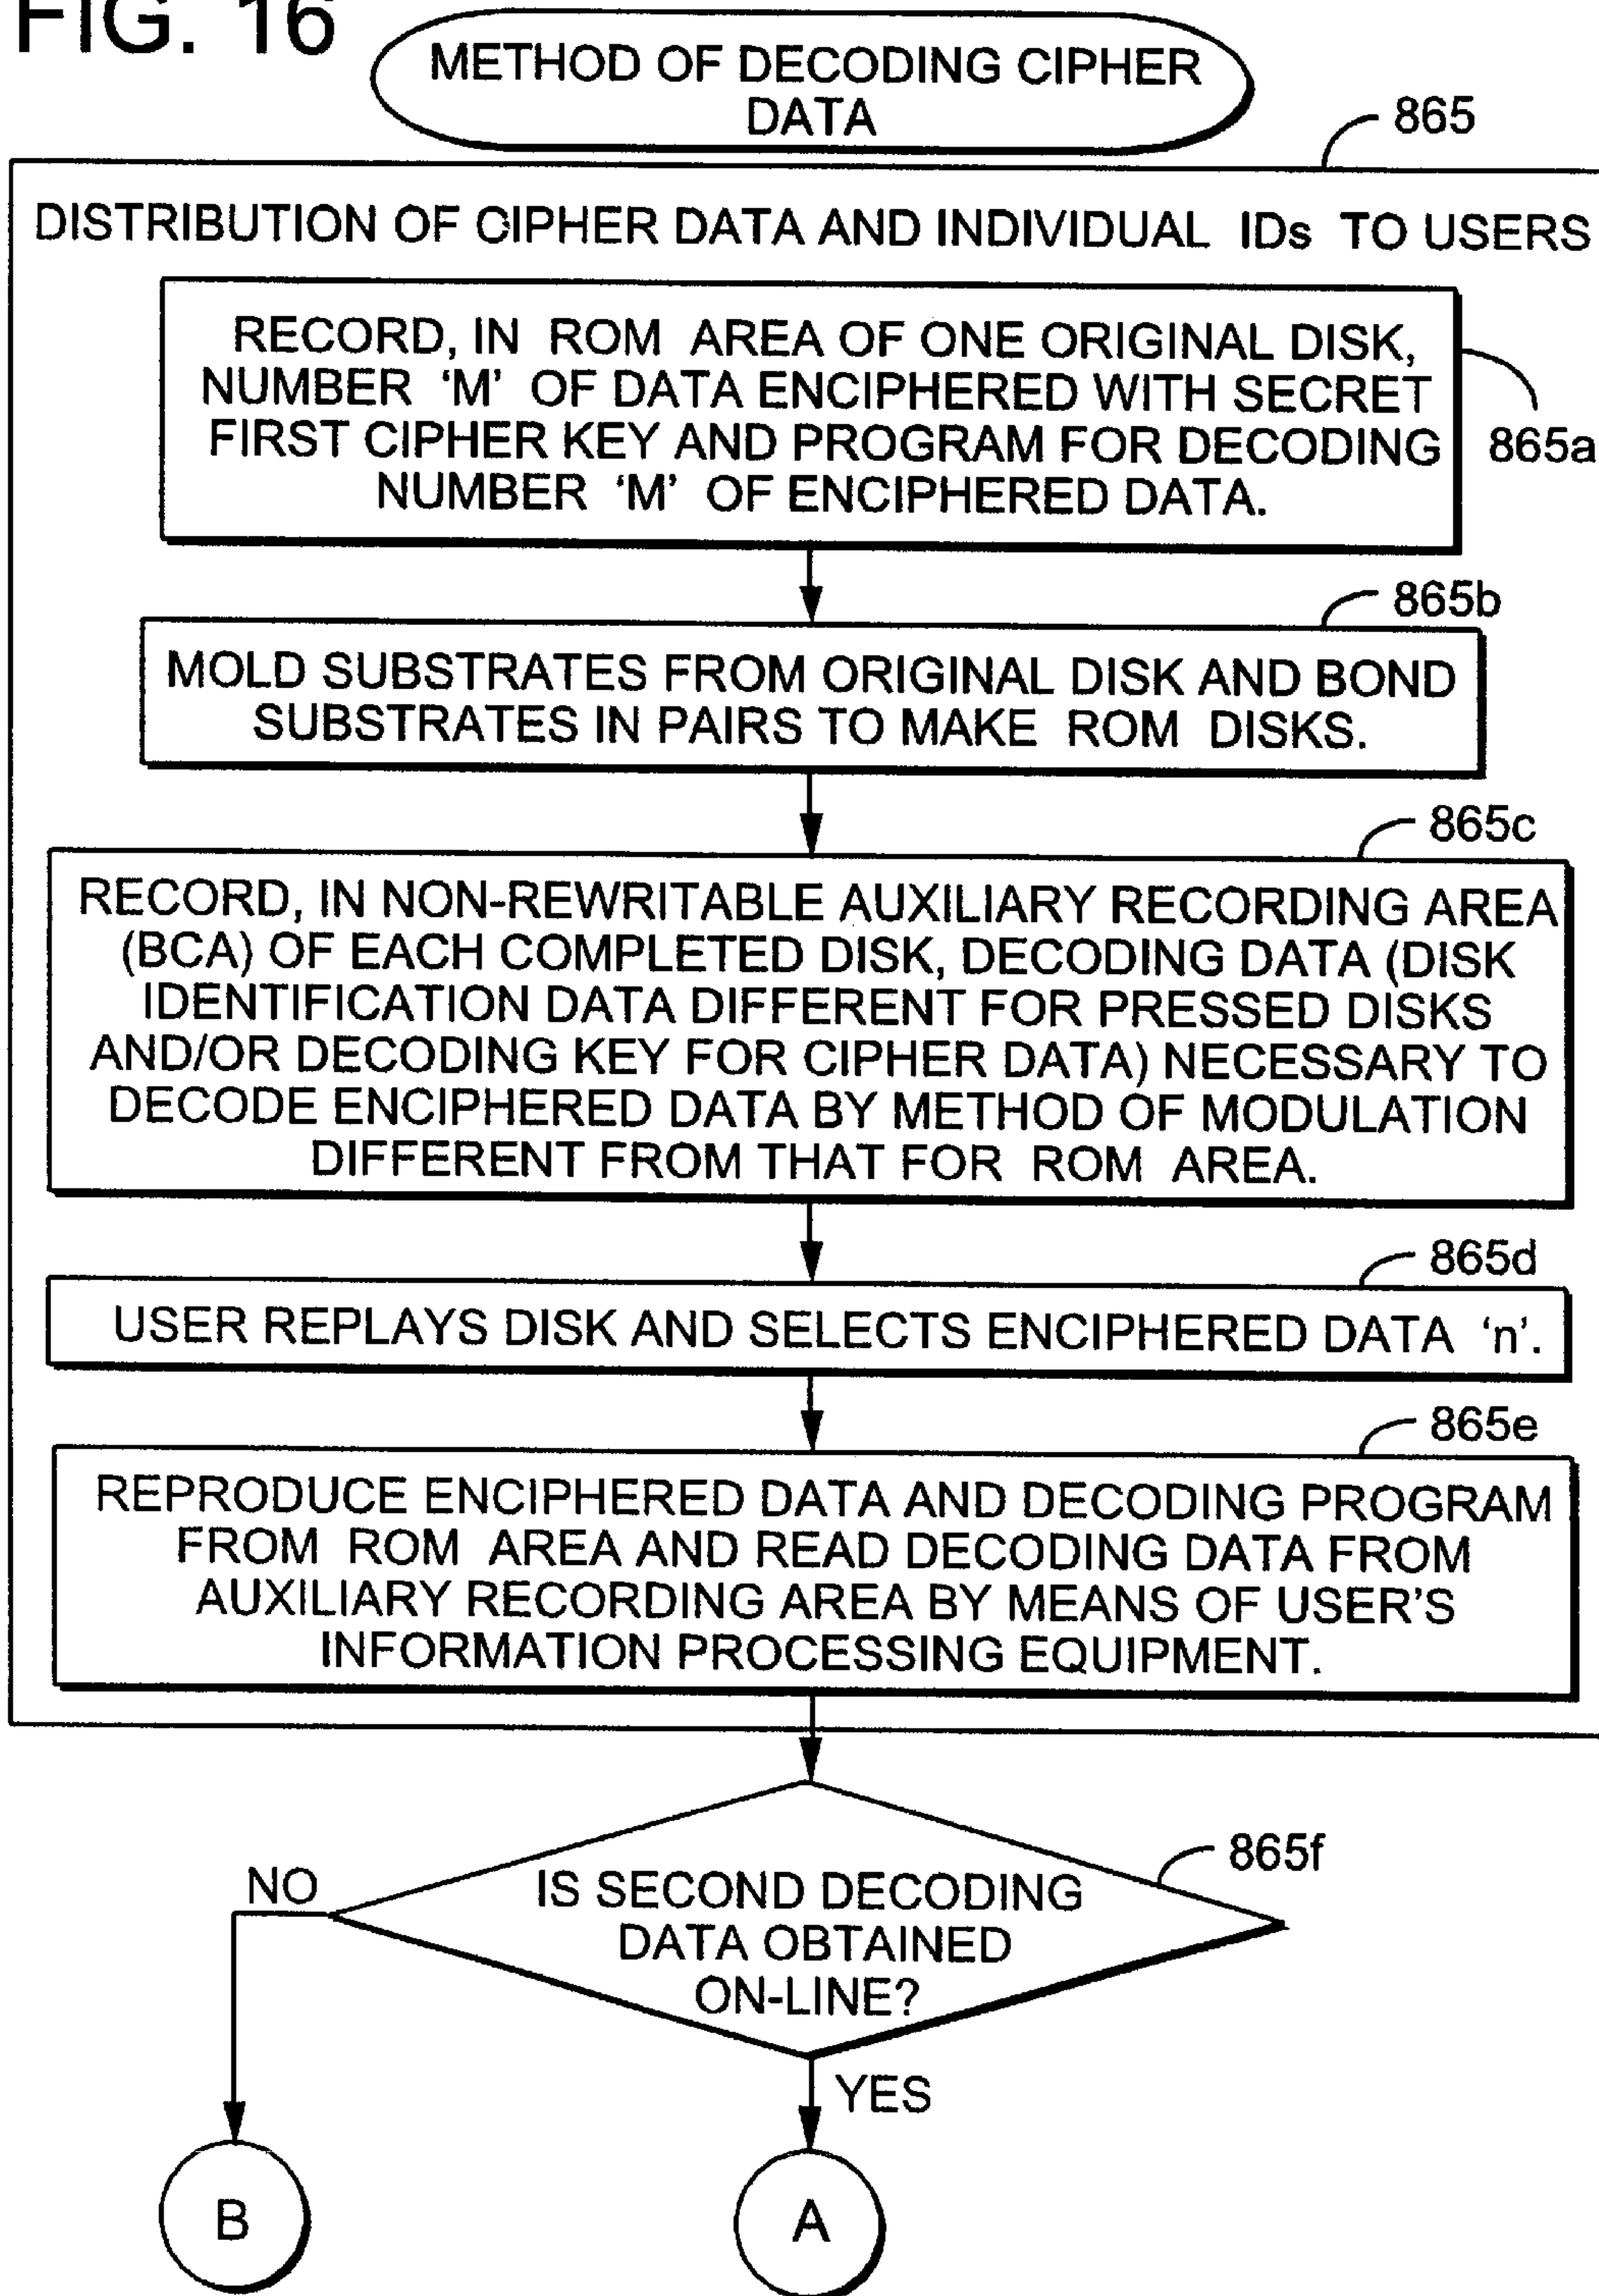 FIG. 16
METHOD OF DECODING CIPHER
DATA
865
DISTRIBUTION OF CIPHER DATA AND INDIVIDUAL IDs TO USERS
RECORD, IN ROM AREA OF ONE ORIGINAL DISK,
NUMBER 'M' OF DATA ENCIPHERED WITH SECRET
FIRST CIPHER KEY AND PROGRAM FOR DECODING
NUMBER 'M' OF ENCIPHERED DATA.
865a
865b
MOLD SUBSTRATES FROM ORIGINAL DISK AND BOND
SUBSTRATES IN PAIRS TO MAKE ROM DISKS.
865c
RECORD, IN NON-REWRITABLE AUXILIARY RECORDING AREA
(BCA) OF EACH COMPLETED DISK, DECODING DATA (DISK
IDENTIFICATION DATA DIFFERENT FOR PRESSED DISKS
AND/OR DECODING KEY FOR CIPHER DATA) NECESSARY TO
DECODE ENCIPHERED DATA BY METHOD OF MODULATION
DIFFERENT FROM THAT FOR ROM AREA.
865d
USER REPLAYS DISK AND SELECTS ENCIPHERED DATA 'n'.
865e
REPRODUCE ENCIPHERED DATA AND DECODING PROGRAM
FROM ROM AREA AND READ DECODING DATA FROM
AUXILIARY RECORDING AREA BY MEANS OF USER'S
INFORMATION PROCESSING EQUIPMENT.
865f
IS SECOND DECODING
DATA OBTAINED
ON-LINE?
NO
YES
B
A